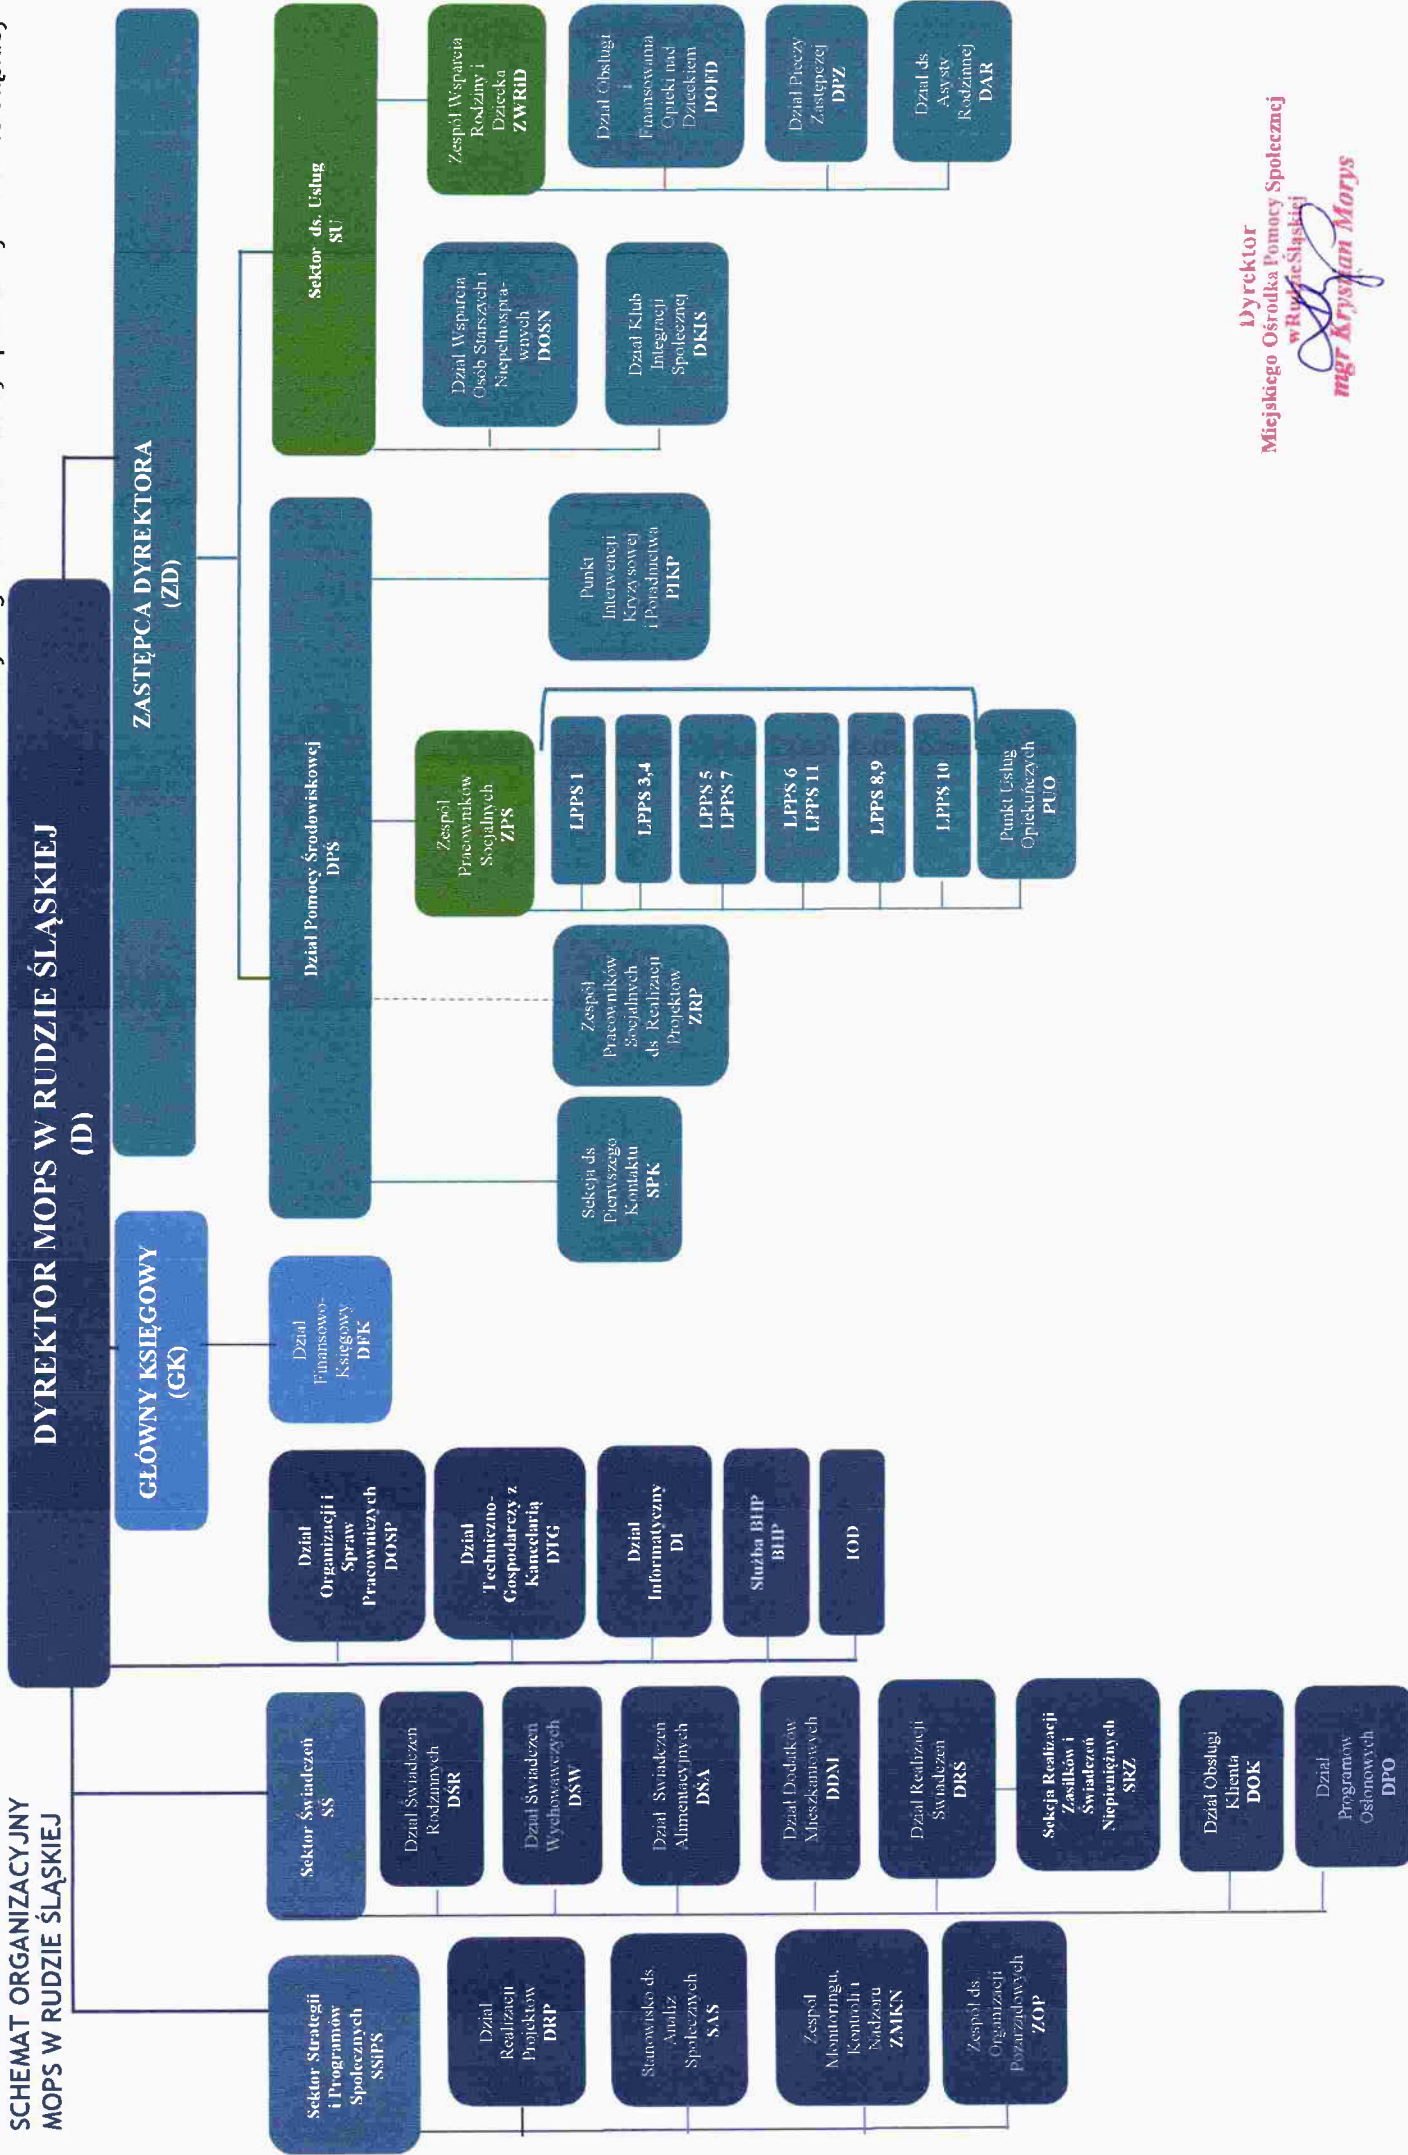 SCHEMAT ORGANIZACYJNY
MOPS W RUDZIE ŚLĄSKIEJ
DYREKTOR MOPS W RUDZIE ŚLĄSKIEJ
(D)
GŁÓWNY KSIĘGOWY
(GK)
ZASTĘPCA DYREKTORA
(ZD)
Sektor Strategii
i Programów
Społecznych
SSiPS
Dział
Realizacji
Projektów
DRP
Stanowisko ds.
Analiz
Społecznych
SAS
Zespół
Monitoringu,
Kontroli i
Nadzoru
ZMKN
Zespół ds.
Organizacji
Pozarządowych
ZOP
Sektor Świadczeń
SŚ
Dział Świadczeń
Rodzinnych
DŚR
Dział Świadczeń
Wychowawczych
DŚW
Dział Świadczeń
Alimentacyjnych
DŚA
Dział Dodatków
Mieszkaniowych
DDM
Dział Realizacji
Świadczeń
DRŚ
Sekcja Realizacji
Zasiłków i
Świadczeń
Niepieniężnych
SRZ
Dział Obsługi
Klienta
DOK
Dział
Programów
Osłonowych
DPO
Dział
Organizacji i
Spraw
Pracowniczych
DOSP
Dział
Techniczno-
Gospodarczy z
Kancelarią
DTG
Dział
Informatyczny
DI
Służba BHP
BHP
IOD
Dział
Finansowo-
Księgowy
DFK
Dział Pomocy Środowiskowej
DPŚ
Sekcja ds
Pierwszego
Kontaktu
SPK
Zespół
Pracowników
Socjalnych
ds. Realizacji
Projektów
ZRP
Zespół
Pracowników
Socjalnych
ZPS
LPPS 1
LPPS 3,4
LPPS 5
LPPS 7
LPPS 6
LPPS 11
LPPS 8,9
LPPS 10
Punkt Usług
Opiekuńczych
PUO
Punkt
Interwencji
Kryzysowej
i Poradnictwa
PIKP
Sektor ds. Usług
SU
Dział Wsparcia
Osób Starszych i
Niepełnospra-
wnych
DOSN
Dział Klub
Integracji
Społecznej
DKIS
Zespół Wsparcia
Rodziny i
Dziecka
ZWRiD
Dział Obsługi
i
Finansowania
Opieki nad
Dzieckiem
DOFD
Dział Pieczy
Zastępczej
DPZ
Dział ds.
Asysty
Rodzinnej
DAR
Dyrektor
Miejskiego Ośrodka Pomocy Społecznej
w Rudzie Śląskiej
mgr Krystian Morys